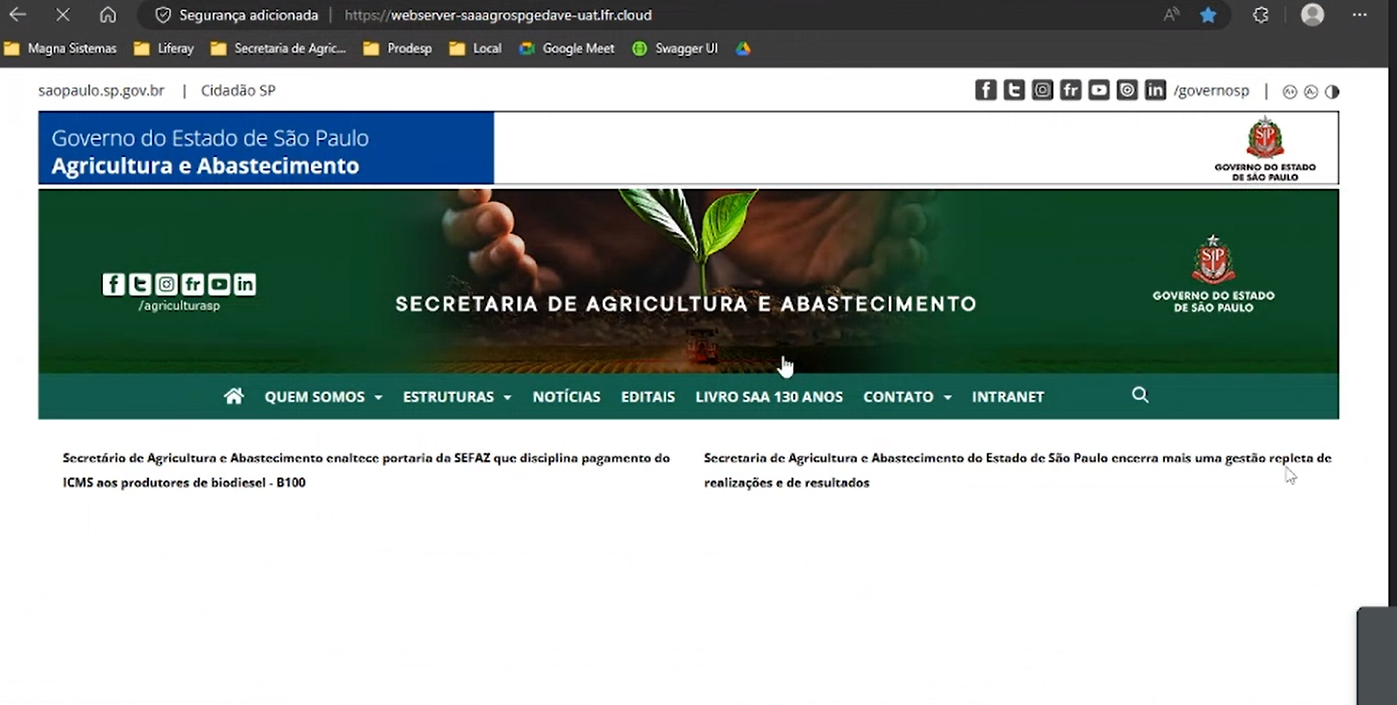 Segurança adicionada | https://webserver-saaagrospgedave-uat.lfr.cloud
Magna Sistemas Liferay Secretaria de Agric... Prodesp Local Google Meet Swagger UI
saopaulo.sp.gov.br | Cidadão SP
/governosp |
Governo do Estado de São Paulo
Agricultura e Abastecimento
GOVERNO DO ESTADO
DE SÃO PAULO
/agriculturasp
SECRETARIA DE AGRICULTURA E ABASTECIMENTO
GOVERNO DO ESTADO
DE SÃO PAULO
QUEM SOMOS ESTRUTURAS NOTÍCIAS EDITAIS LIVRO SAA 130 ANOS CONTATO INTRANET
Secretário de Agricultura e Abastecimento enaltece portaria da SEFAZ que disciplina pagamento do
ICMS aos produtores de biodiesel - B100
Secretaria de Agricultura e Abastecimento do Estado de São Paulo encerra mais uma gestão repleta de
realizações e de resultados